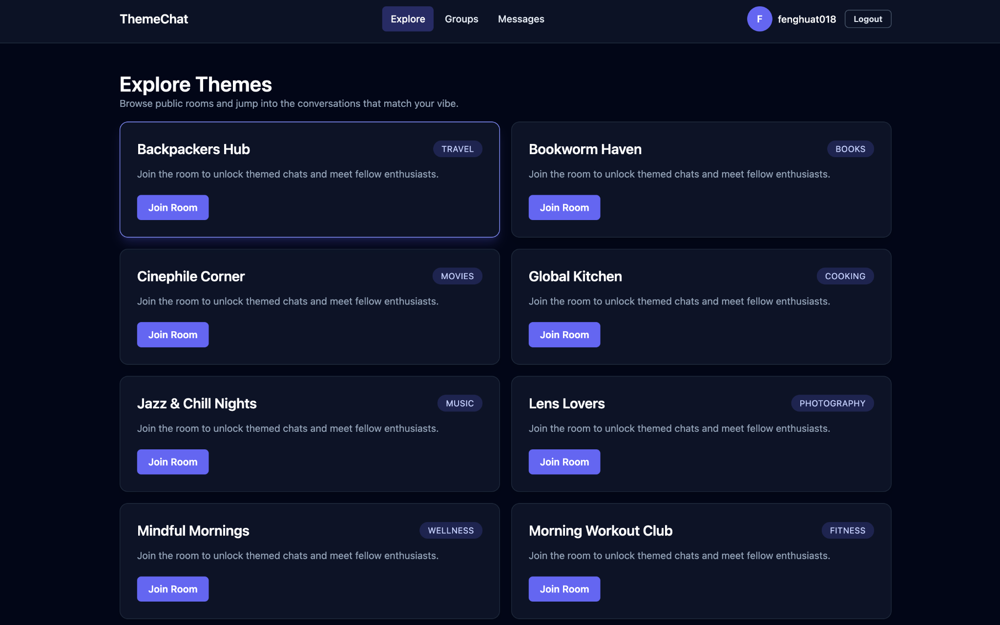 ThemeChat
Explore
Groups
Messages
F
fenghuat018
Logout
Explore Themes
Browse public rooms and jump into the conversations that match your vibe.
Backpackers Hub
TRAVEL
Join the room to unlock themed chats and meet fellow enthusiasts.
Join Room
Bookworm Haven
BOOKS
Join the room to unlock themed chats and meet fellow enthusiasts.
Join Room
Cinephile Corner
MOVIES
Join the room to unlock themed chats and meet fellow enthusiasts.
Join Room
Global Kitchen
COOKING
Join the room to unlock themed chats and meet fellow enthusiasts.
Join Room
Jazz & Chill Nights
MUSIC
Join the room to unlock themed chats and meet fellow enthusiasts.
Join Room
Lens Lovers
PHOTOGRAPHY
Join the room to unlock themed chats and meet fellow enthusiasts.
Join Room
Mindful Mornings
WELLNESS
Join the room to unlock themed chats and meet fellow enthusiasts.
Join Room
Morning Workout Club
FITNESS
Join the room to unlock themed chats and meet fellow enthusiasts.
Join Room